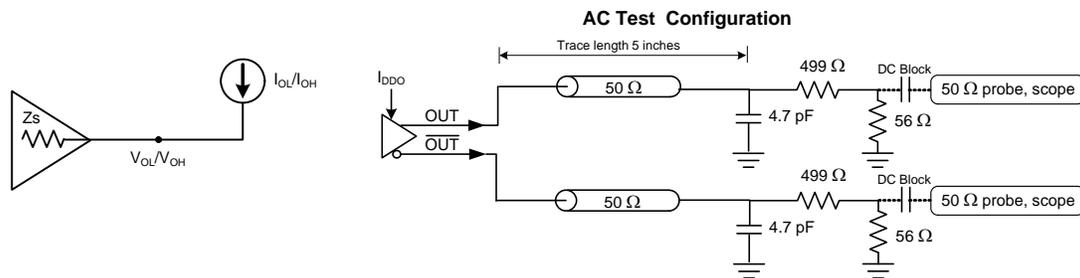 AC Test Configuration
Trace length 5 inches
Zs
I_OL/I_OH
V_OL/V_OH
I_DDO
OUT
O̅U̅T̅
50 Ω
4.7 pF
499 Ω
56 Ω
DC Block
50 Ω probe, scope
50 Ω
4.7 pF
499 Ω
56 Ω
DC Block
50 Ω probe, scope